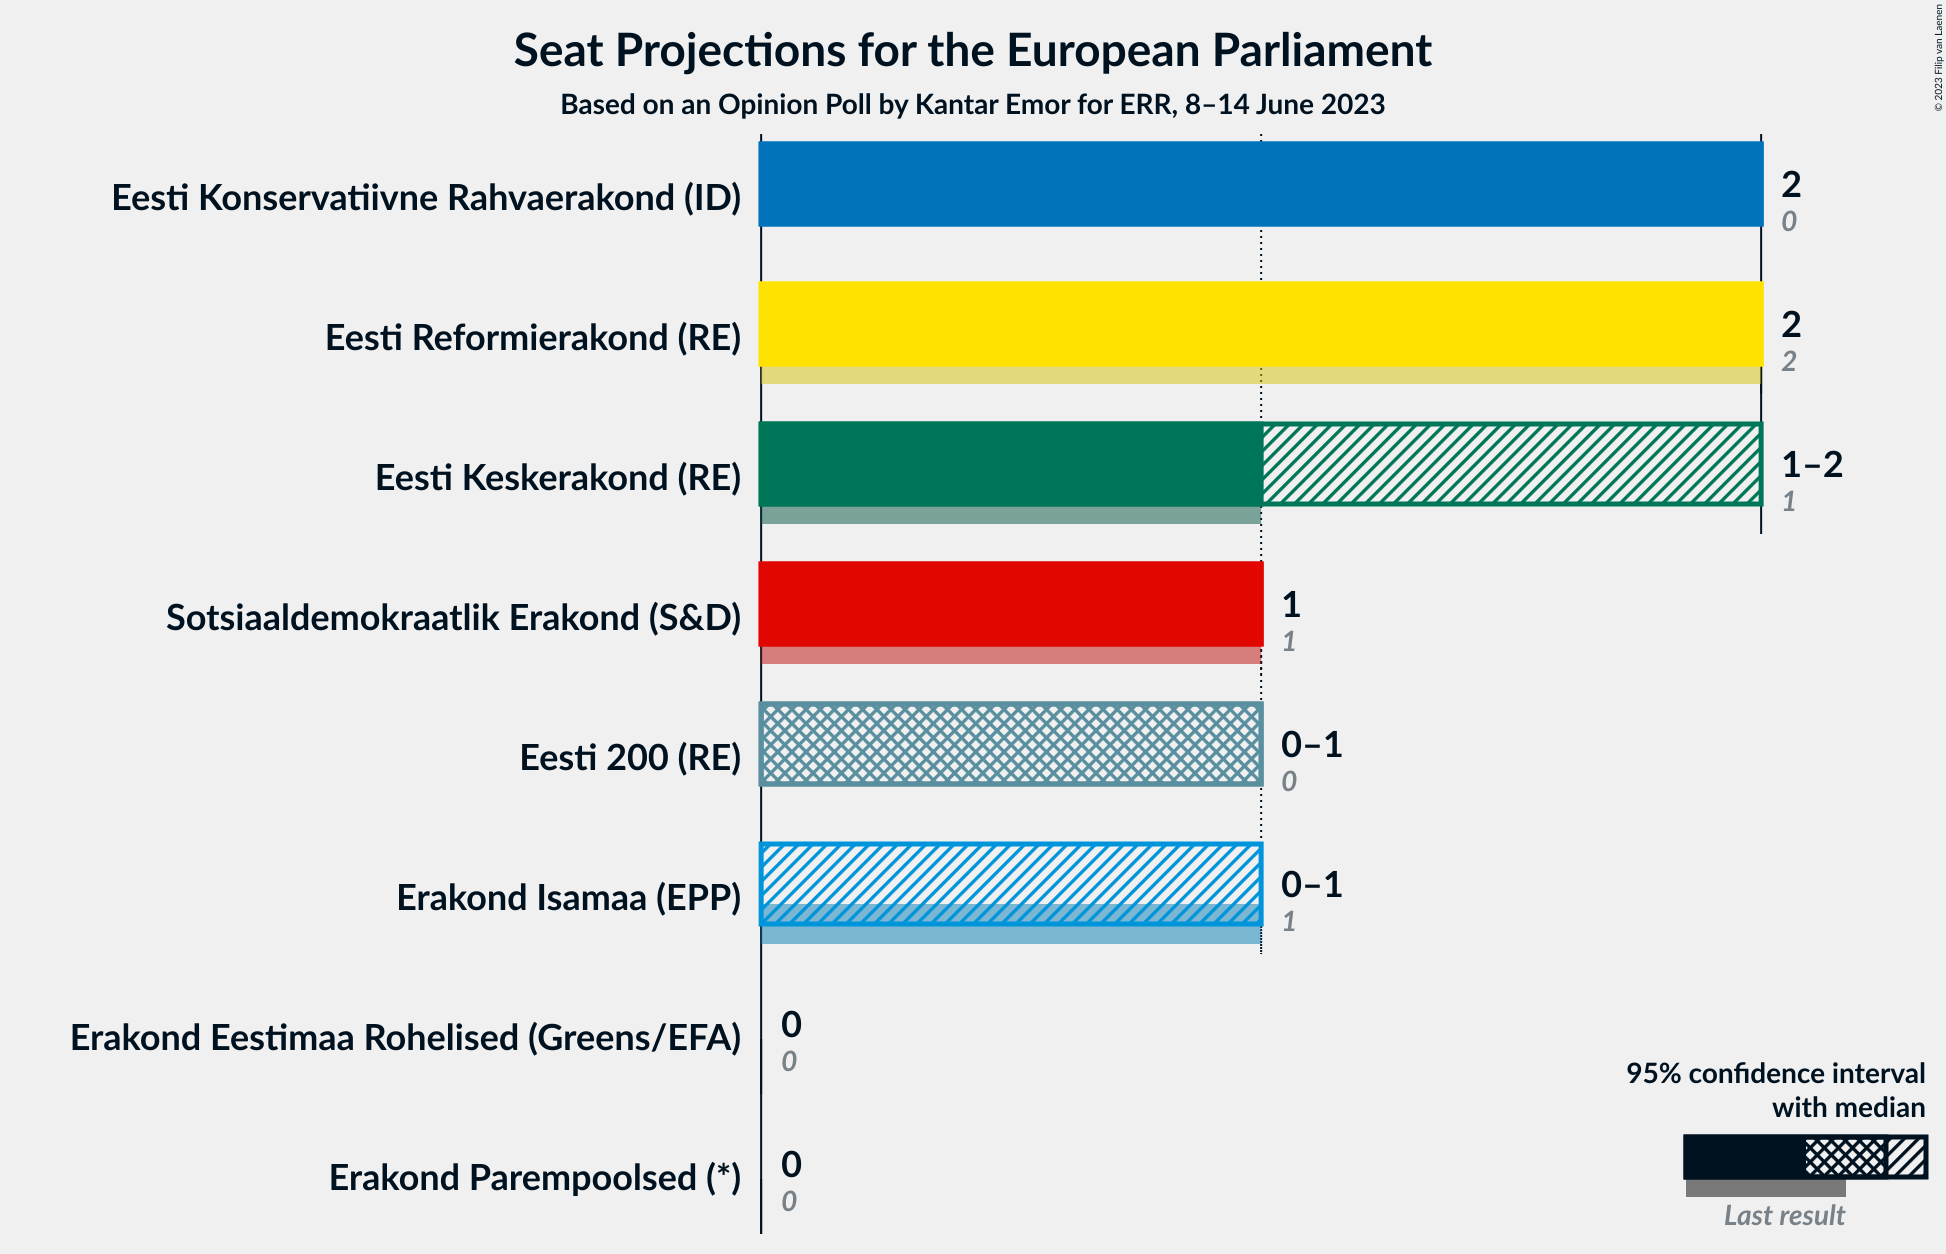 Seat Projections for the European Parliament
Based on an Opinion Poll by Kantar Emor for ERR, 8–14 June 2023
© 2023 Filip van Laenen
Eesti Konservatiivne Rahvaerakond (ID)
2
0
Eesti Reformierakond (RE)
2
2
Eesti Keskerakond (RE)
1–2
1
Sotsiaaldemokraatlik Erakond (S&D)
1
1
Eesti 200 (RE)
0–1
0
Erakond Isamaa (EPP)
0–1
1
Erakond Eestimaa Rohelised (Greens/EFA)
0
0
Erakond Parempoolsed (*)
0
0
95% confidence interval
with median
Last result